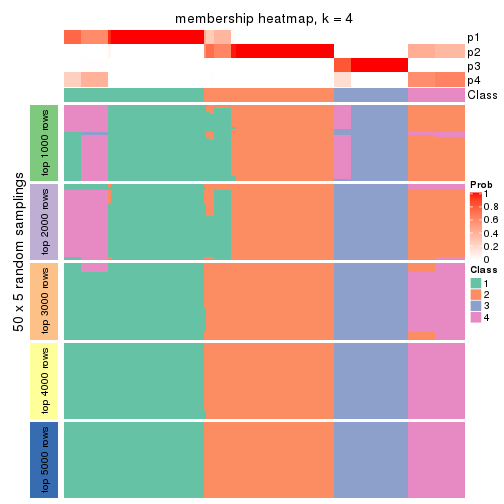 membership heatmap, k = 4
p1
p2
p3
p4
Class
50 x 5 random samplings
top 1000 rows
top 2000 rows
top 3000 rows
top 4000 rows
top 5000 rows
Prob
1
0.8
0.6
0.4
0.2
0
Class
1
2
3
4